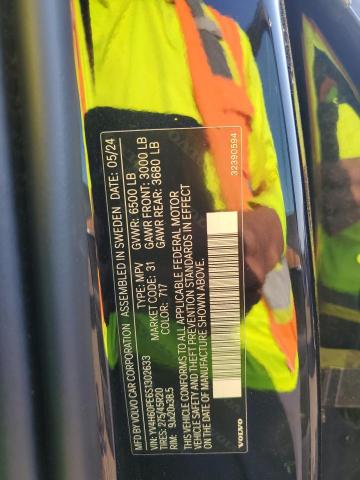 MFD BY VOLVO CAR CORPORATION ASSEMBLED IN SWEDEN DATE: 05/24
VIN: YV4H60PE6S1302633 TYPE: MPV GVWR: 6500 LB
TIRES: 275/45R20 MARKET CODE: 31 GAWR FRONT: 3000 LB
RIM: 9Jx20x38.5 COLOR: 717 GAWR REAR: 3680 LB
THIS VEHICLE CONFORMS TO ALL APPLICABLE FEDERAL MOTOR
VEHICLE SAFETY AND THEFT PREVENTION STANDARDS IN EFFECT
ON THE DATE OF MANUFACTURE SHOWN ABOVE.
VOLVO
32390594